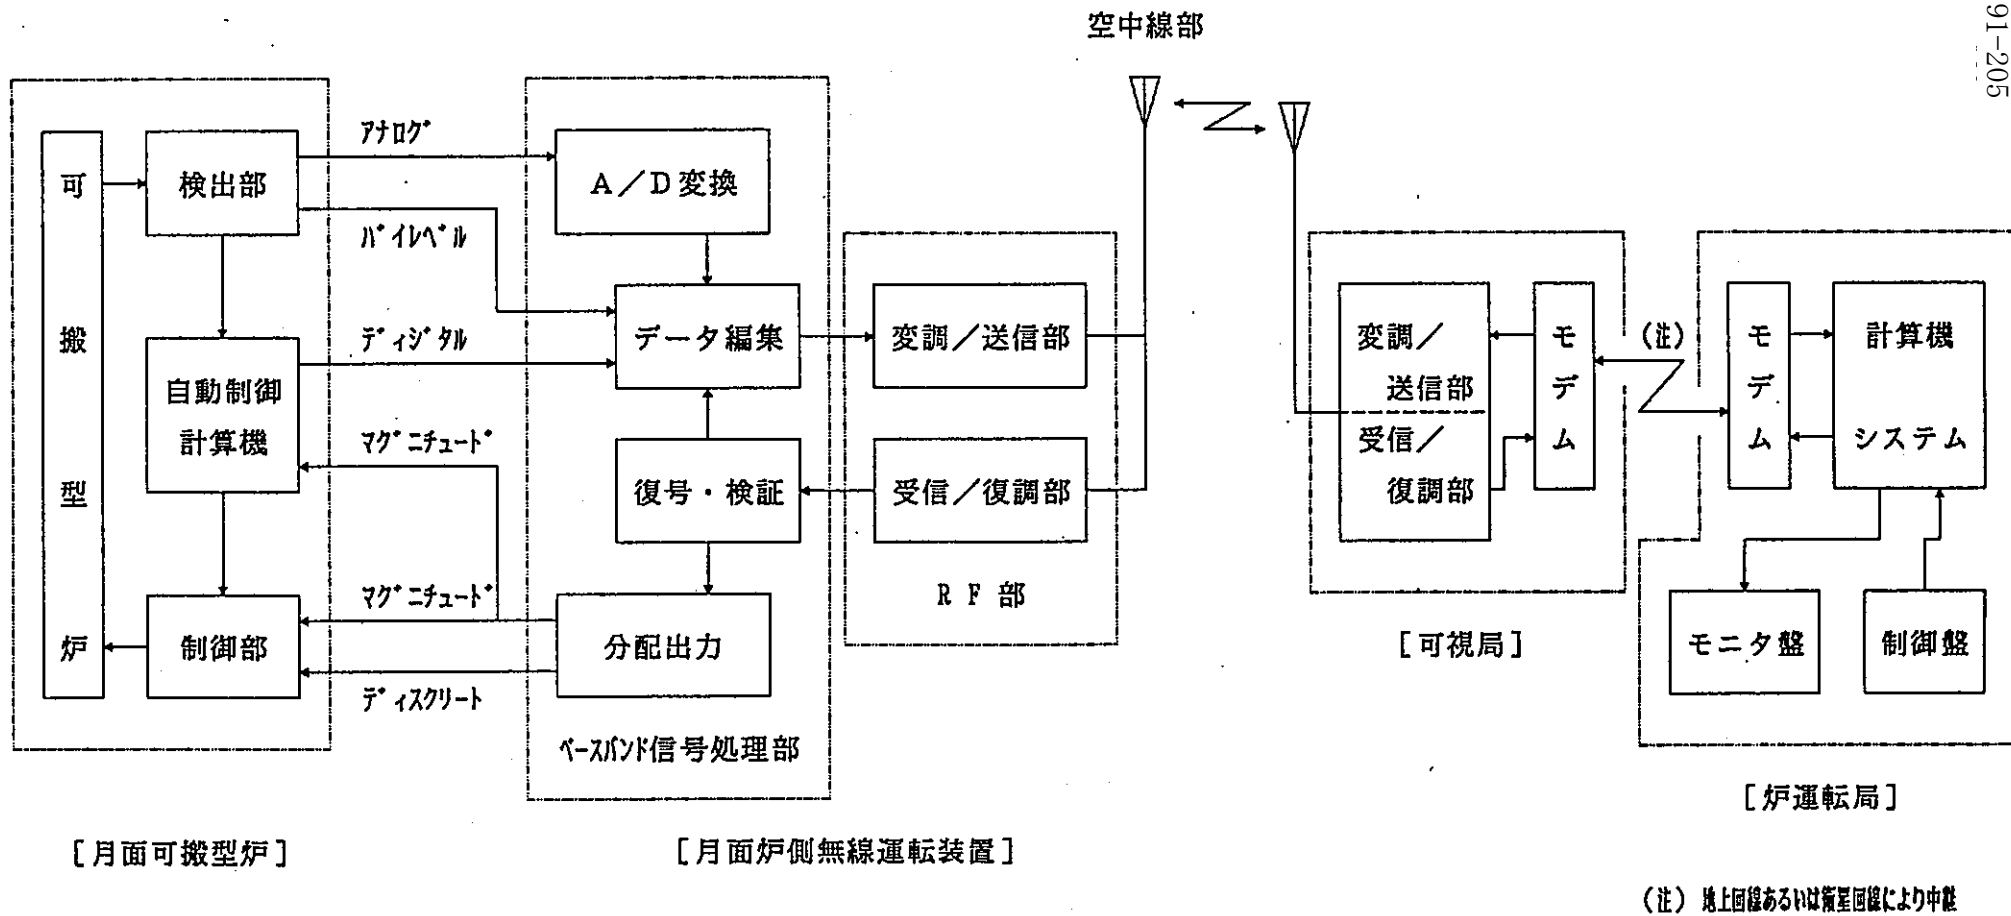 91-205
空中線部
可搬型炉
検出部
自動制御
計算機
制御部
アナログ
バイレベル
ディジタル
マグニチュード
マグニチュード
ディスクリート
A/D変換
データ編集
復号・検証
分配出力
ベースバンド信号処理部
変調/送信部
受信/復調部
RF部
変調/
送信部
受信/
復調部
モデム
(注)
モデム
計算機
システム
モニタ盤
制御盤
[可視局]
[炉運転局]
[月面可搬型炉]
[月面炉側無線運転装置]
(注) 地上回線あるいは衛星回線により中継